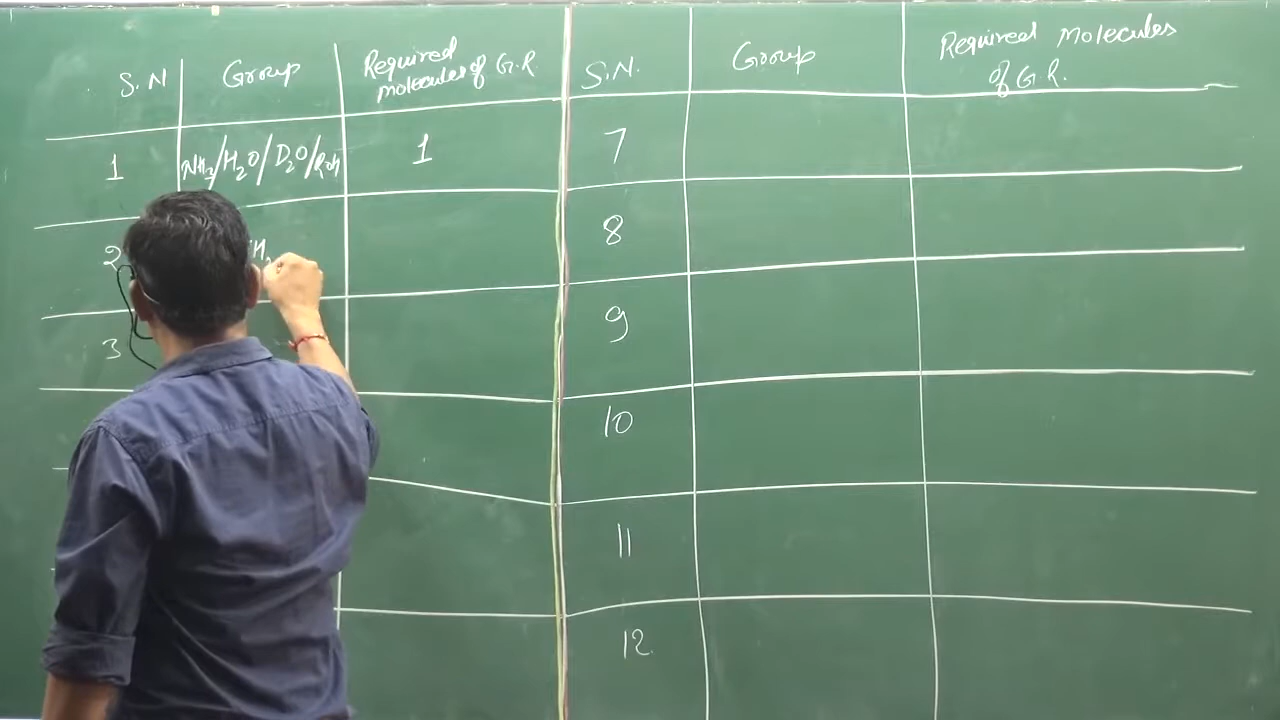 S.N Group Required molecules of G.R.
1 NH3/H2O/D2O/ROH 1
2
3
S.N. Group Required Molecules of G.R.
7
8
9
10
11
12